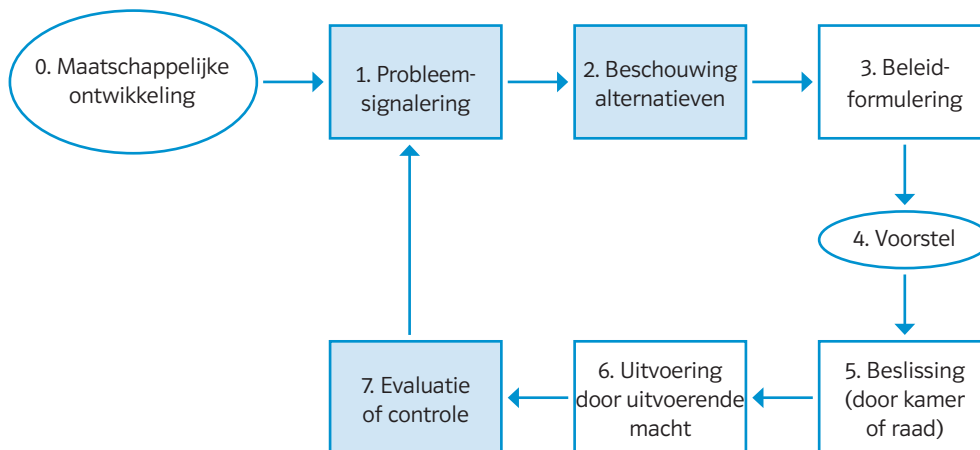 0. Maatschappelijke
ontwikkeling
1. Probleem-
signalering
2. Beschouwing
alternatieven
3. Beleid-
formulering
4. Voorstel
5. Beslissing
(door kamer
of raad)
6. Uitvoering
door uitvoerende
macht
7. Evaluatie
of controle